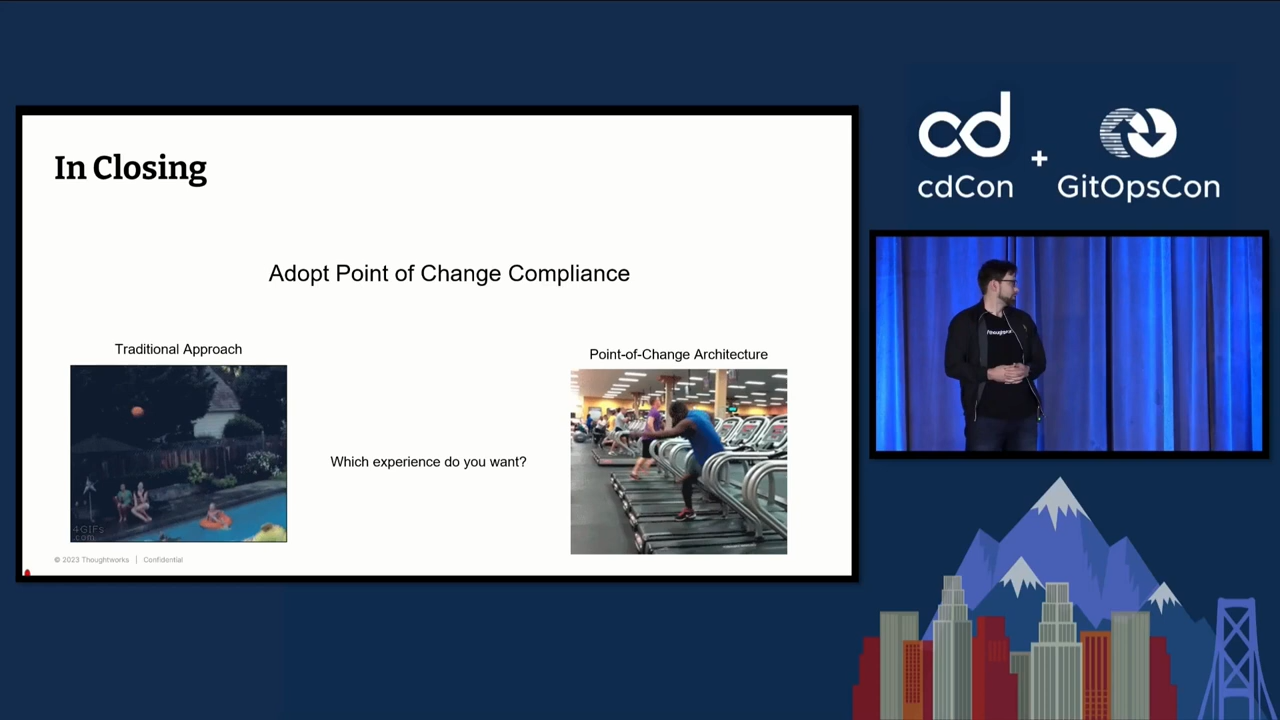 In Closing
Adopt Point of Change Compliance
Traditional Approach
Point-of-Change Architecture
4GIFs
.com
Which experience do you want?
© 2023 Thoughtworks | Confidential
cd
cdCon
+
GitOpsCon